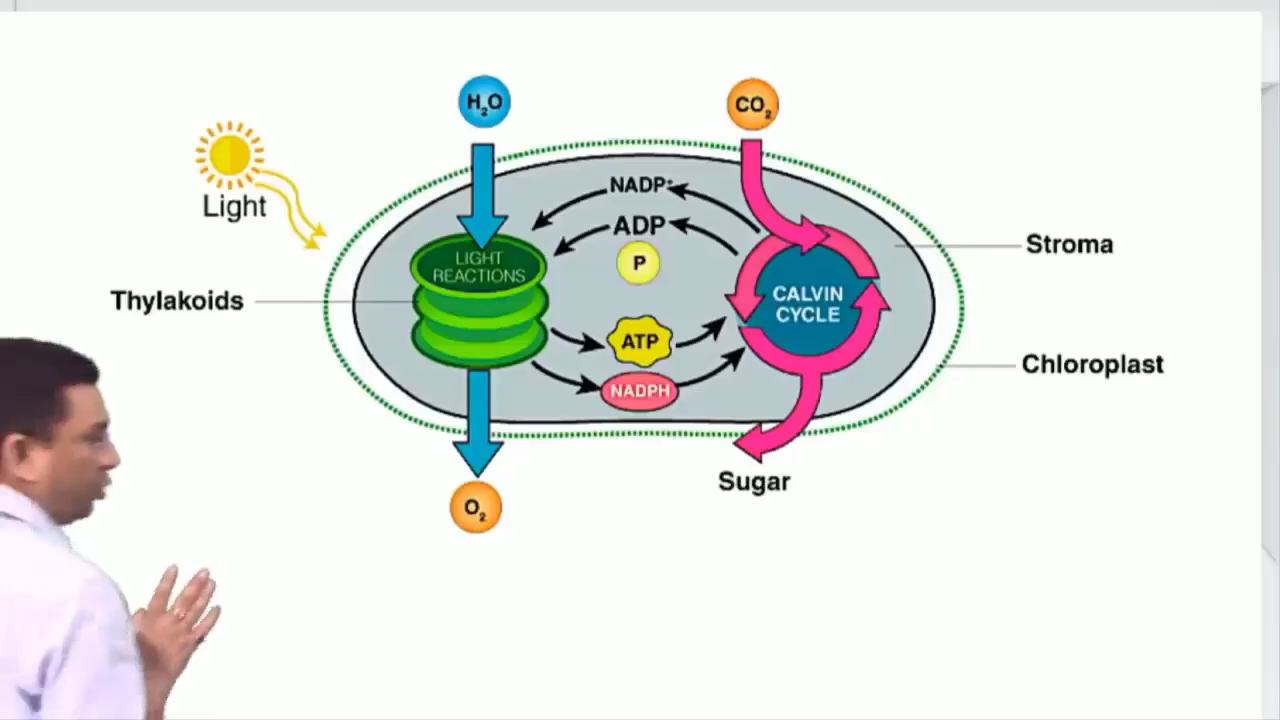 H₂O
CO₂
Light
NADP⁺
ADP
P
LIGHT
REACTIONS
Stroma
Thylakoids
CALVIN
CYCLE
ATP
Chloroplast
NADPH
Sugar
O₂